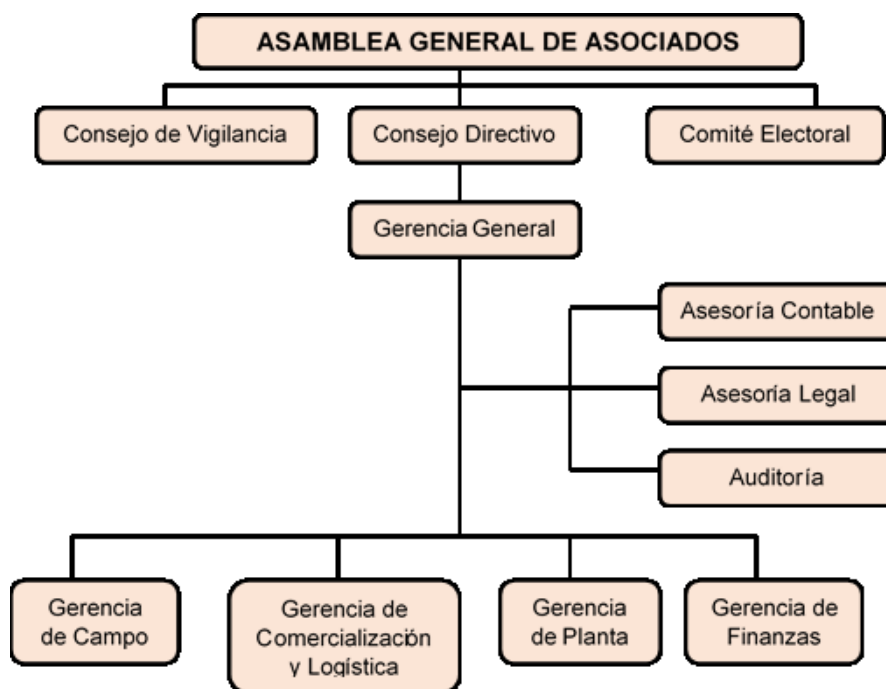 ASAMBLEA GENERAL DE ASOCIADOS
Consejo de Vigilancia
Consejo Directivo
Comité Electoral
Gerencia General
Asesoría Contable
Asesoría Legal
Auditoría
Gerencia
de Campo
Gerencia de
Comercialización
y Logística
Gerencia
de Planta
Gerencia de
Finanzas